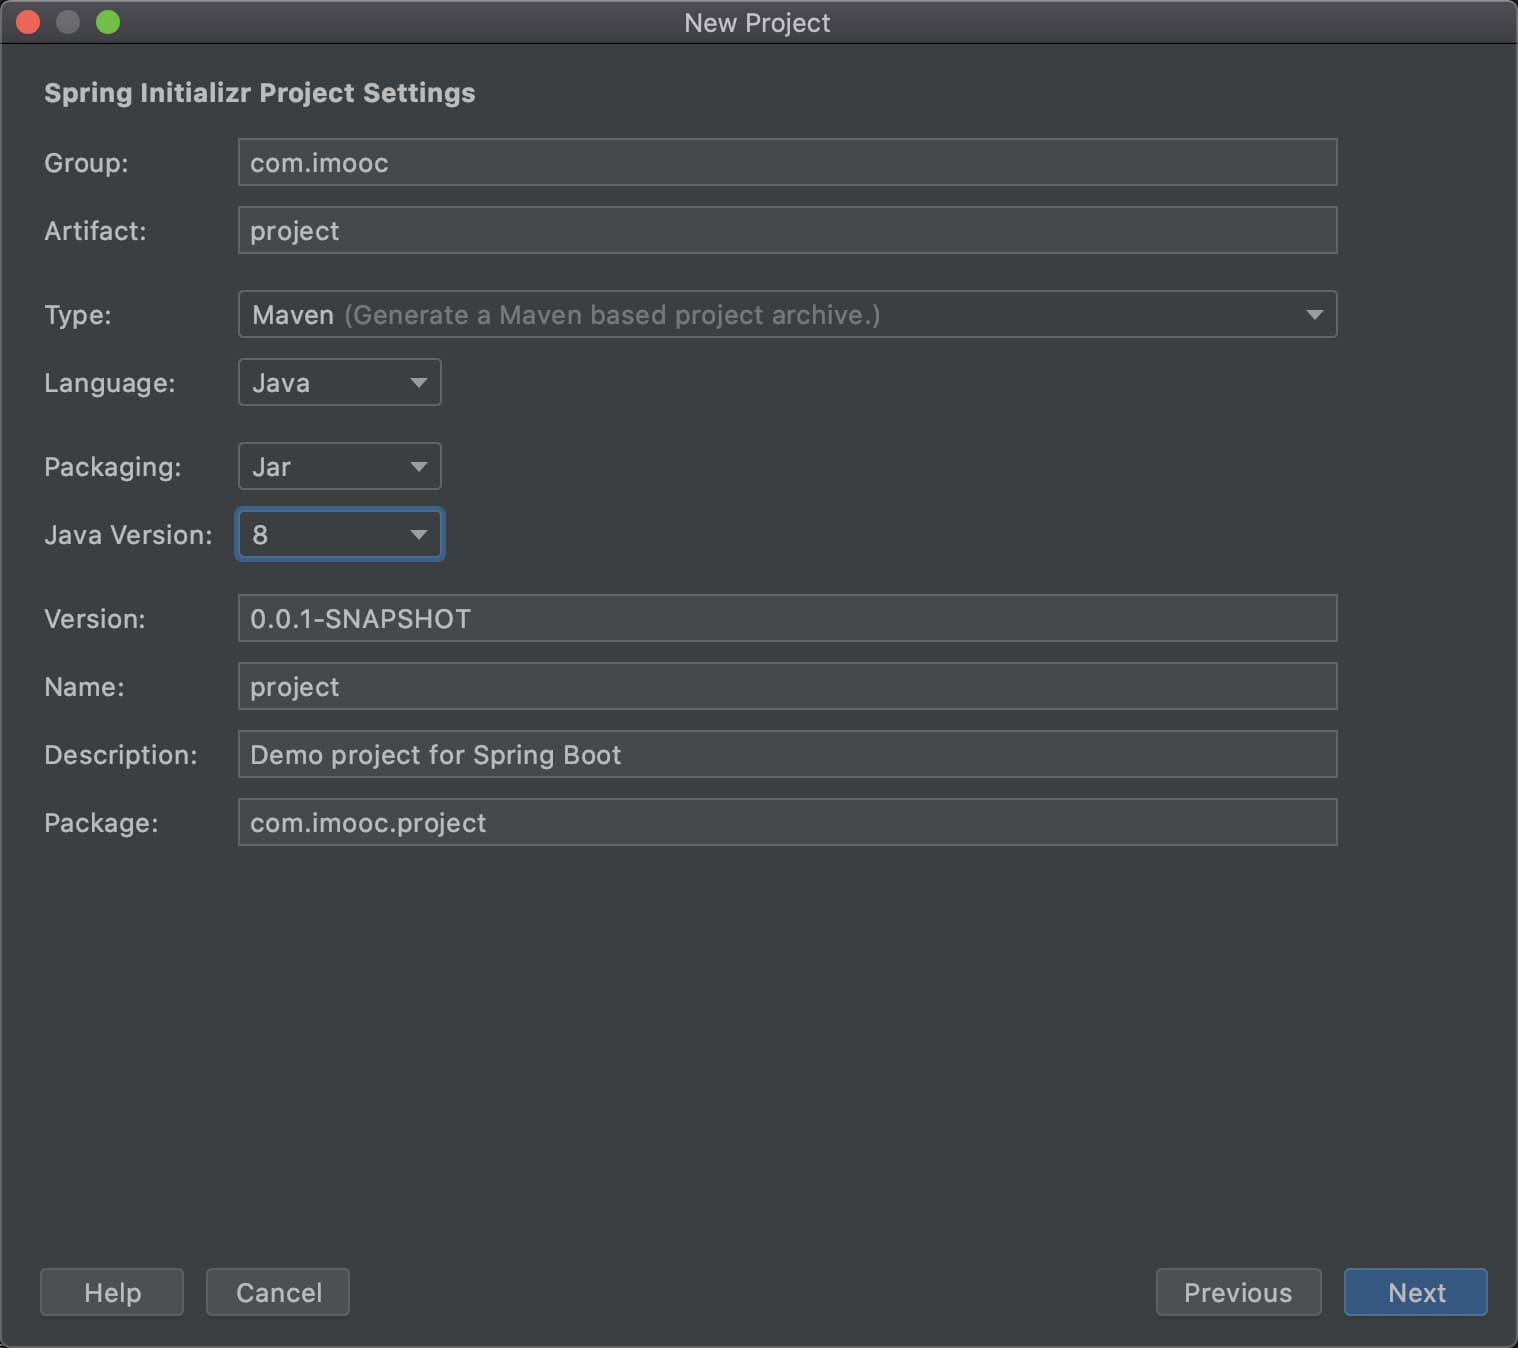 New Project
Spring Initializr Project Settings
Group: com.imooc
Artifact: project
Type: Maven (Generate a Maven based project archive.)
Language: Java
Packaging: Jar
Java Version: 8
Version: 0.0.1-SNAPSHOT
Name: project
Description: Demo project for Spring Boot
Package: com.imooc.project
Help Cancel Previous Next